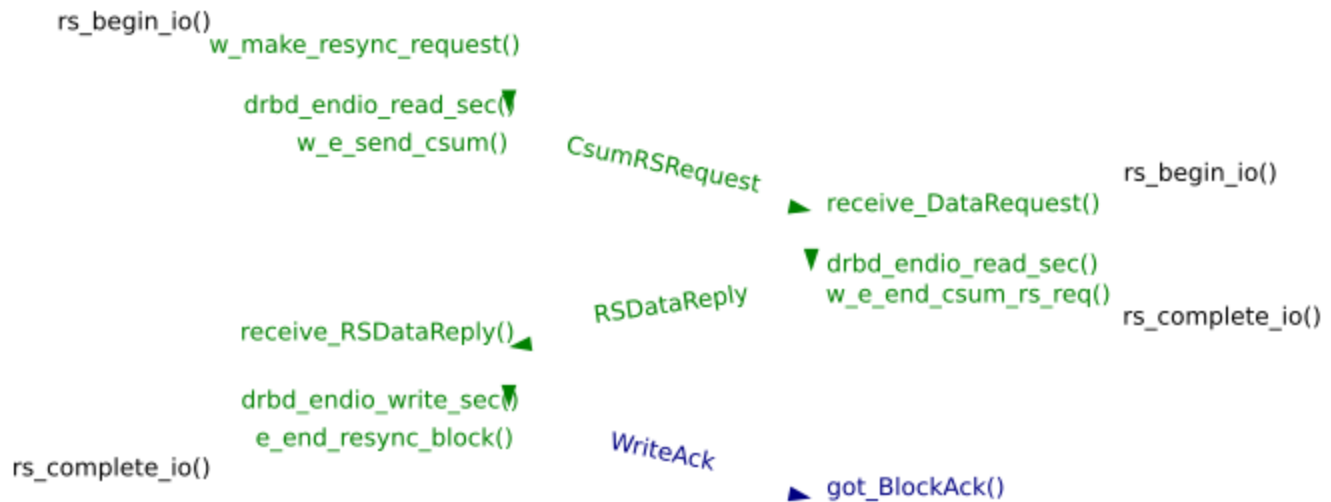 rs_begin_io()
w_make_resync_request()
drbd_endio_read_sec()
w_e_send_csum()
CsumRSRequest
rs_begin_io()
receive_DataRequest()
drbd_endio_read_sec()
w_e_end_csum_rs_req()
RSDataReply
rs_complete_io()
receive_RSDataReply()
drbd_endio_write_sec()
e_end_resync_block()
WriteAck
rs_complete_io()
got_BlockAck()